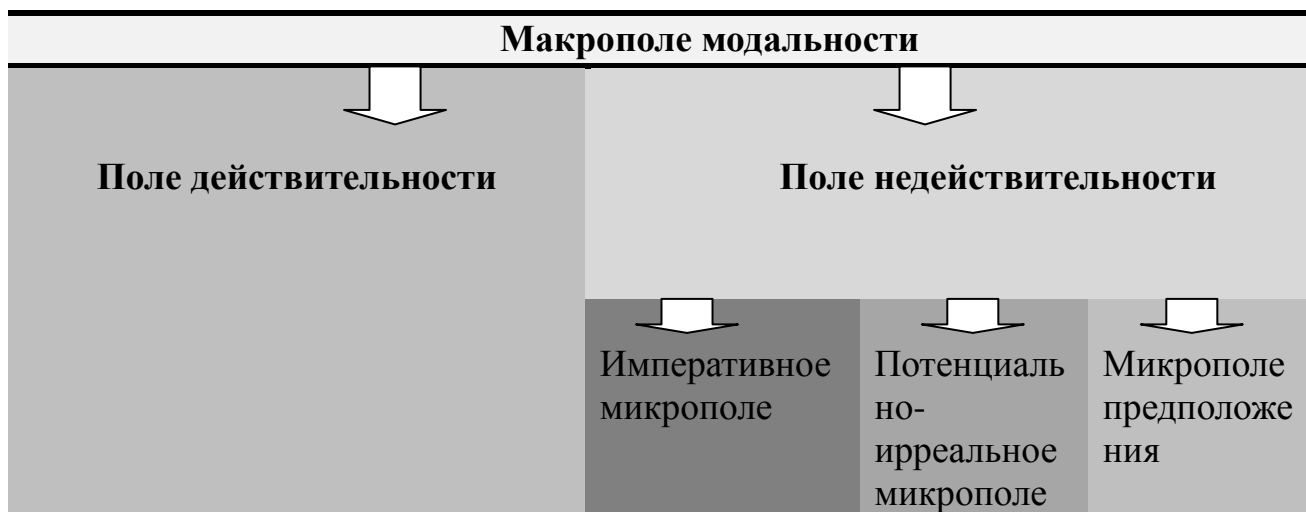 Макрополе модальности
Поле действительности
Поле недействительности
Императивное
микрополе
Потенциаль
но-
ирреальное
микрополе
Микрополе
предположе
ния